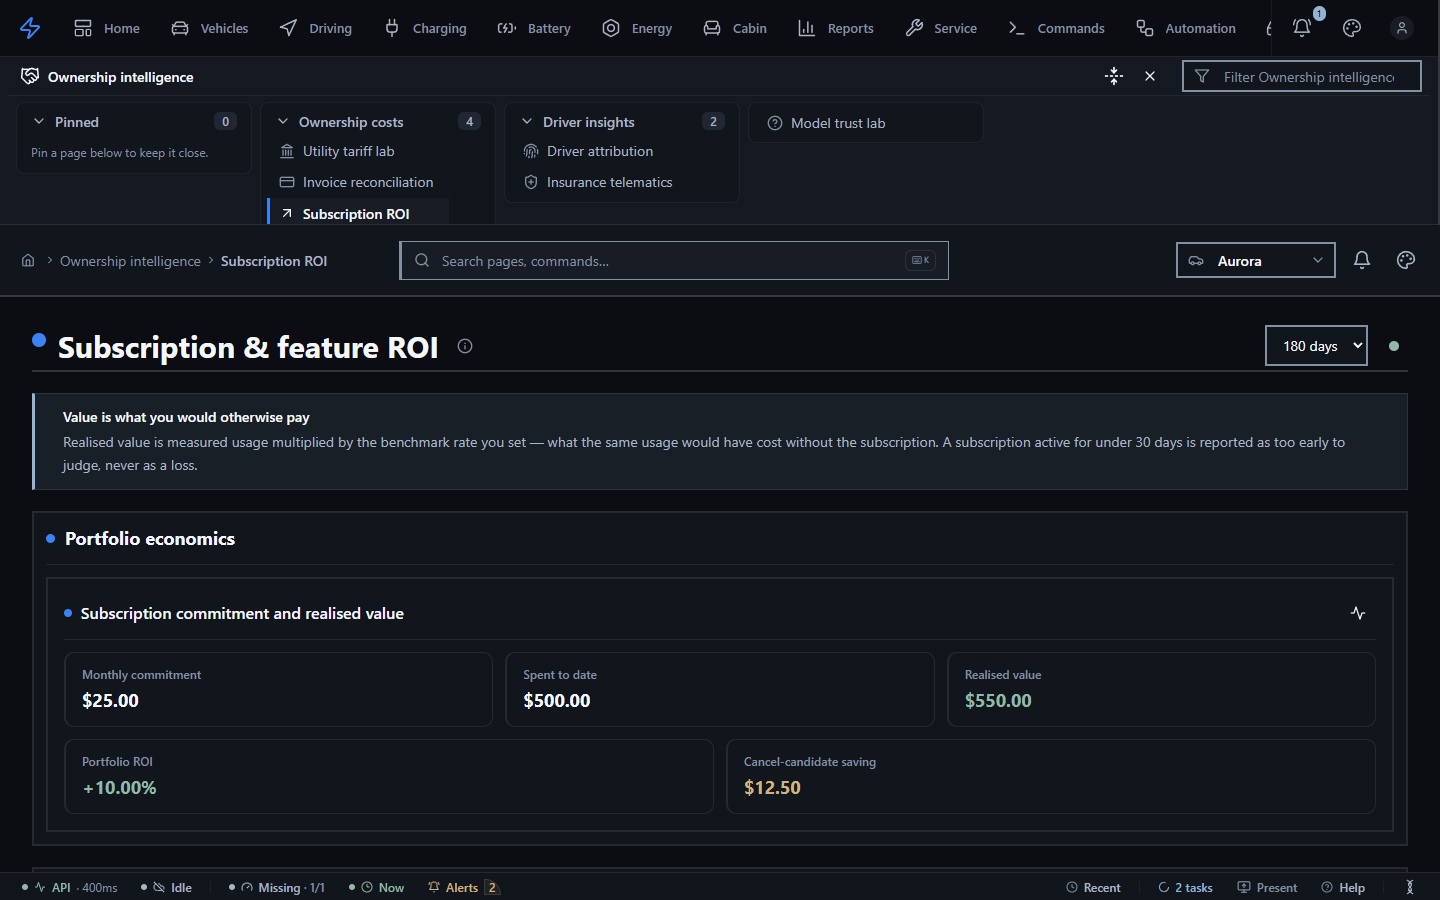 Home
Vehicles
Driving
Charging
Battery
Energy
Cabin
Reports
Service
Commands
Automation
1
Ownership intelligence
Filter Ownership intelligence
Pinned
0
Pin a page below to keep it close.
Ownership costs
4
Utility tariff lab
Invoice reconciliation
Subscription ROI
Driver insights
2
Driver attribution
Insurance telematics
Model trust lab
Ownership intelligence
Subscription ROI
Search pages, commands...
K
Aurora
Subscription & feature ROI
180 days
Value is what you would otherwise pay
Realised value is measured usage multiplied by the benchmark rate you set — what the same usage would have cost without the subscription. A subscription active for under 30 days is reported as too early to
judge, never as a loss.
Portfolio economics
Subscription commitment and realised value
Monthly commitment
$25.00
Spent to date
$500.00
Realised value
$550.00
Portfolio ROI
+10.00%
Cancel-candidate saving
$12.50
API · 400ms
Idle
Missing · 1/1
Now
Alerts 2
Recent
2 tasks
Present
Help